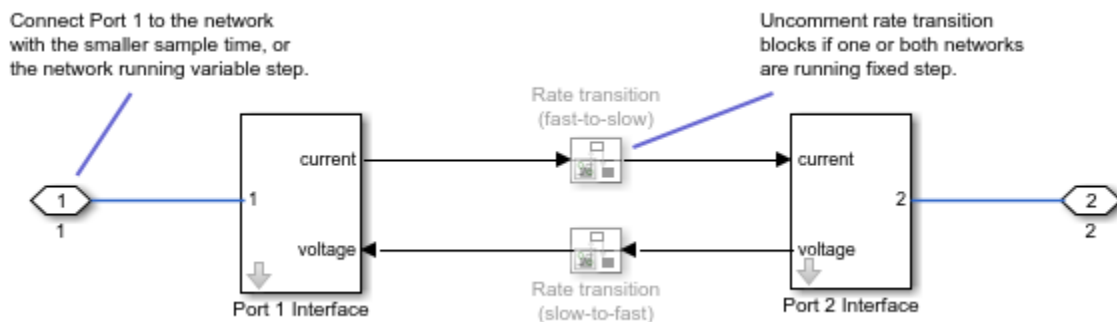 Connect Port 1 to the network
with the smaller sample time, or
the network running variable step.
Uncomment rate transition
blocks if one or both networks
are running fixed step.
Rate transition
(fast-to-slow)
current
current
1
1
1
2
2
2
voltage
voltage
Port 1 Interface
Rate transition
(slow-to-fast)
Port 2 Interface